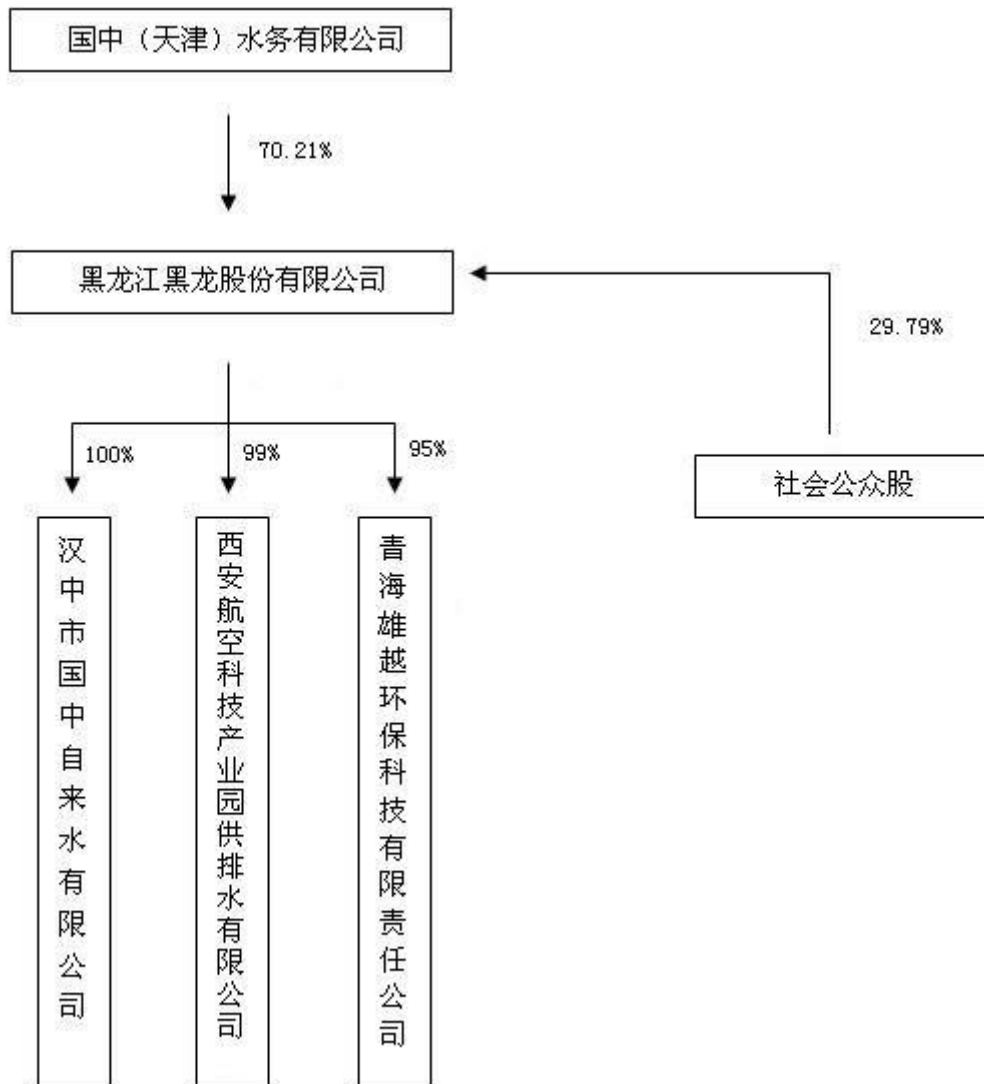 国中（天津）水务有限公司
70.21%
黑龙江黑龙股份有限公司
29.79%
100%
99%
95%
社会公众股
汉中市国中自来水有限公司
西安航空科技产业园供排水有限公司
青海雄越环保科技有限责任公司